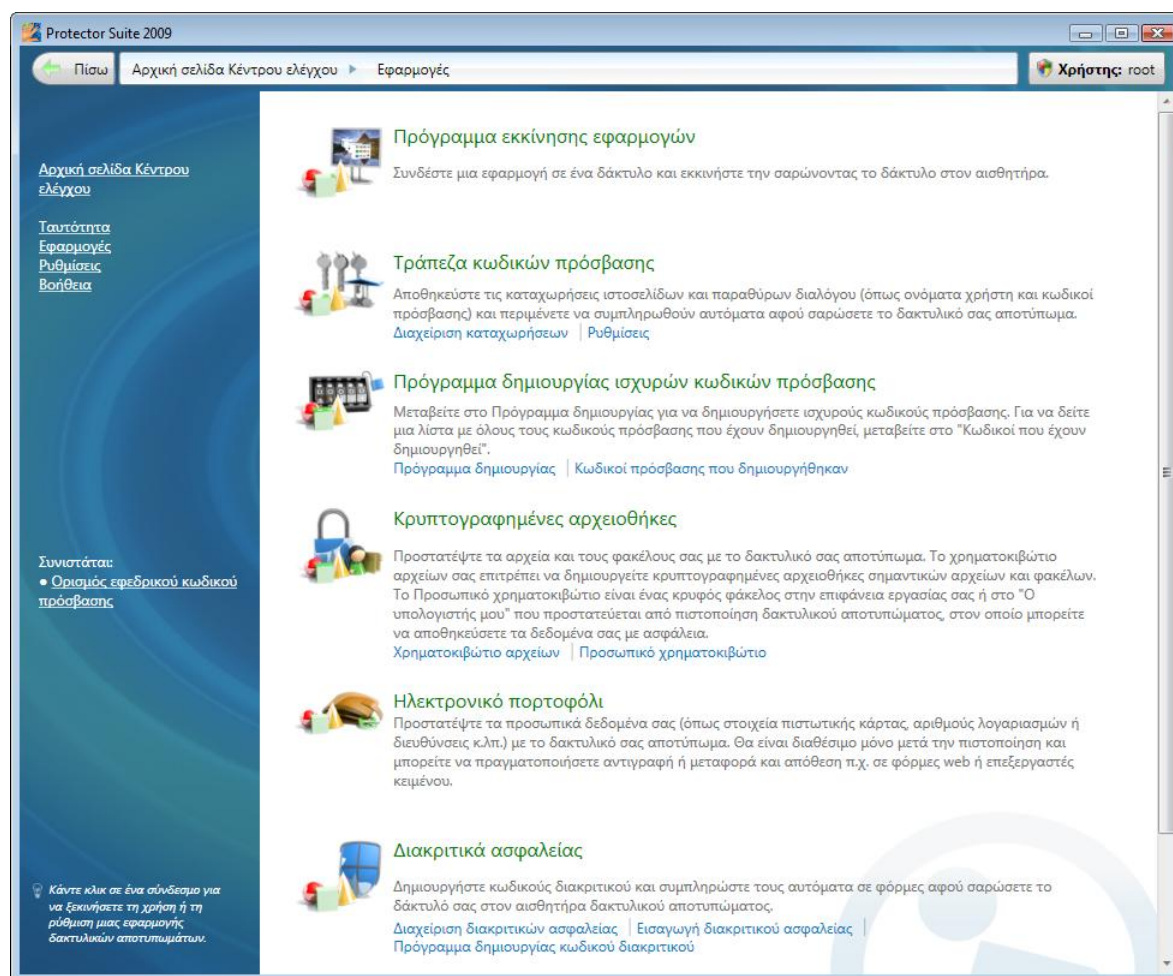 Protector Suite 2009
Πίσω
Αρχική σελίδα Κέντρου ελέγχου
Εφαρμογές
Χρήστης: root
Αρχική σελίδα Κέντρου
ελέγχου
Ταυτότητα
Εφαρμογές
Ρυθμίσεις
Βοήθεια
Συνιστάται:
● Ορισμός εφεδρικού κωδικού
πρόσβασης
Κάντε κλικ σε ένα σύνδεσμο για
να ξεκινήσετε τη χρήση ή τη
ρύθμιση μιας εφαρμογής
δακτυλικών αποτυπωμάτων.
Πρόγραμμα εκκίνησης εφαρμογών
Συνδέστε μια εφαρμογή σε ένα δάκτυλο και εκκινήστε την σαρώνοντας το δάκτυλο στον αισθητήρα.
Τράπεζα κωδικών πρόσβασης
Αποθηκεύστε τις καταχωρήσεις ιστοσελίδων και παραθύρων διαλόγου (όπως ονόματα χρήστη και κωδικοί
πρόσβασης) και περιμένετε να συμπληρωθούν αυτόματα αφού σαρώσετε το δακτυλικό σας αποτύπωμα.
Διαχείριση καταχωρήσεων | Ρυθμίσεις
Πρόγραμμα δημιουργίας ισχυρών κωδικών πρόσβασης
Μεταβείτε στο Πρόγραμμα δημιουργίας για να δημιουργήσετε ισχυρούς κωδικούς πρόσβασης. Για να δείτε
μια λίστα με όλους τους κωδικούς πρόσβασης που έχουν δημιουργηθεί, μεταβείτε στο "Κωδικοί που έχουν
δημιουργηθεί".
Πρόγραμμα δημιουργίας | Κωδικοί πρόσβασης που δημιουργήθηκαν
Κρυπτογραφημένες αρχειοθήκες
Προστατέψτε τα αρχεία και τους φακέλους σας με το δακτυλικό σας αποτύπωμα. Το χρηματοκιβώτιο
αρχείων σας επιτρέπει να δημιουργείτε κρυπτογραφημένες αρχειοθήκες σημαντικών αρχείων και φακέλων.
Το Προσωπικό χρηματοκιβώτιο είναι ένας κρυφός φάκελος στην επιφάνεια εργασίας σας ή στο "Ο
υπολογιστής μου" που προστατεύεται από πιστοποίηση δακτυλικού αποτυπώματος, στον οποίο μπορείτε
να αποθηκεύσετε τα δεδομένα σας με ασφάλεια.
Χρηματοκιβώτιο αρχείων | Προσωπικό χρηματοκιβώτιο
Ηλεκτρονικό πορτοφόλι
Προστατέψτε τα προσωπικά δεδομένα σας (όπως στοιχεία πιστωτικής κάρτας, αριθμούς λογαριασμών ή
διευθύνσεις κ.λπ.) με το δακτυλικό σας αποτύπωμα. Θα είναι διαθέσιμο μόνο μετά την πιστοποίηση και
μπορείτε να πραγματοποιήσετε αντιγραφή ή μεταφορά και απόθεση π.χ. σε φόρμες web ή επεξεργαστές
κειμένου.
Διακριτικά ασφαλείας
Δημιουργήστε κωδικούς διακριτικού και συμπληρώστε τους αυτόματα σε φόρμες αφού σαρώσετε το
δάκτυλό σας στον αισθητήρα δακτυλικού αποτυπώματος.
Διαχείριση διακριτικών ασφαλείας | Εισαγωγή διακριτικού ασφαλείας |
Πρόγραμμα δημιουργίας κωδικού διακριτικού